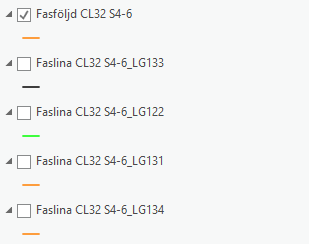 Fasföljd CL32 S4-6
Faslina CL32 S4-6_LG133
Faslina CL32 S4-6_LG122
Faslina CL32 S4-6_LG131
Faslina CL32 S4-6_LG134